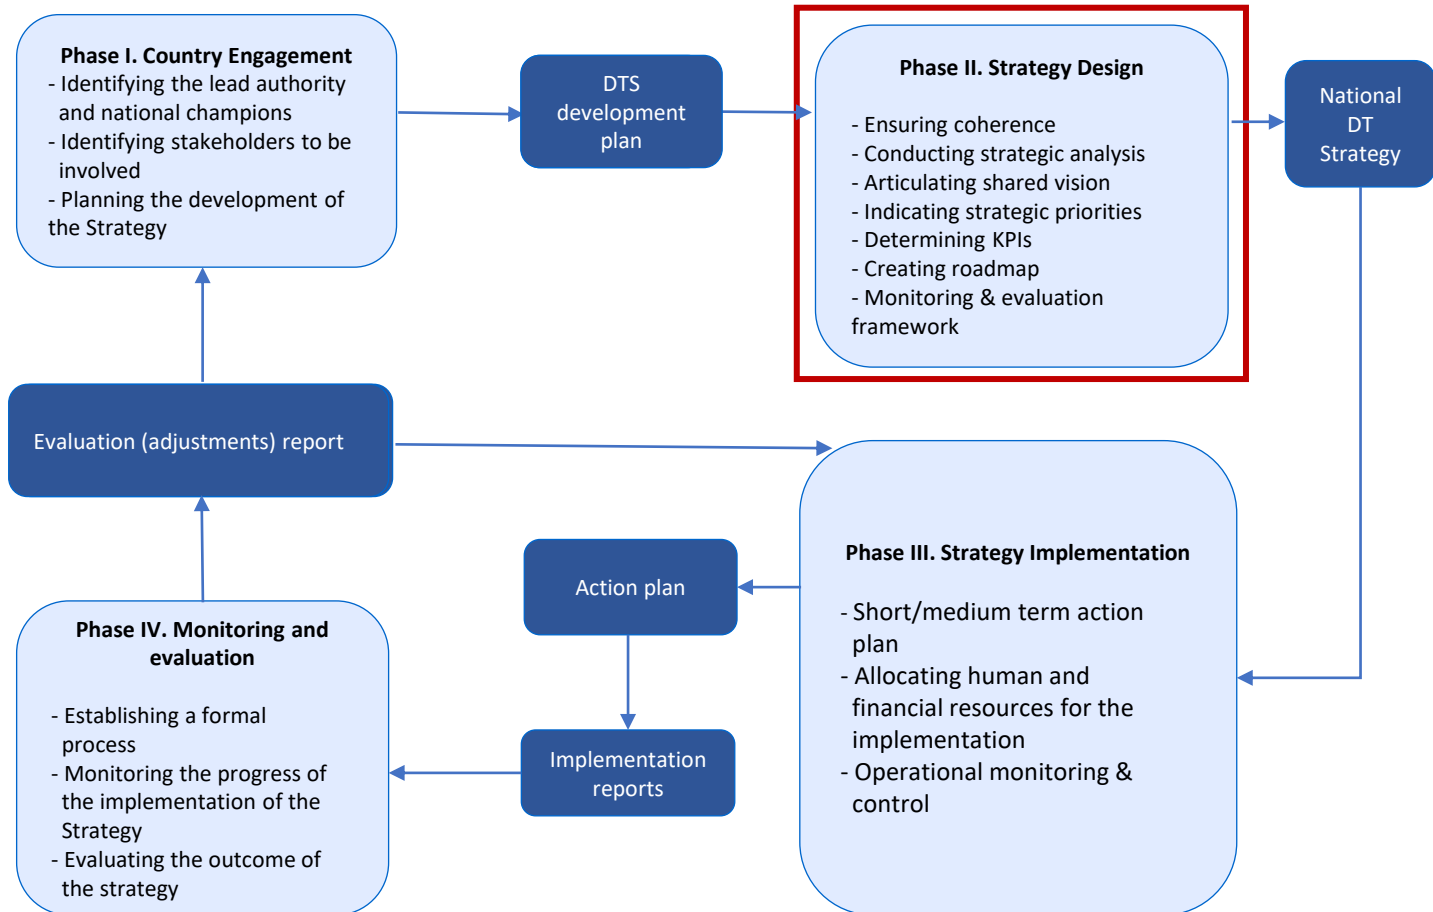 Phase I. Country Engagement
- Identifying the lead authority
and national champions
- Identifying stakeholders to be
involved
- Planning the development of
the Strategy
DTS
development
plan
Phase II. Strategy Design
- Ensuring coherence
- Conducting strategic analysis
- Articulating shared vision
- Indicating strategic priorities
- Determining KPIs
- Creating roadmap
- Monitoring & evaluation
framework
National
DT
Strategy
Evaluation (adjustments) report
Phase III. Strategy Implementation
- Short/medium term action
plan
- Allocating human and
financial resources for the
implementation
- Operational monitoring &
control
Action plan
Implementation
reports
Phase IV. Monitoring and
evaluation
- Establishing a formal
process
- Monitoring the progress of
the implementation of the
Strategy
- Evaluating the outcome of
the strategy